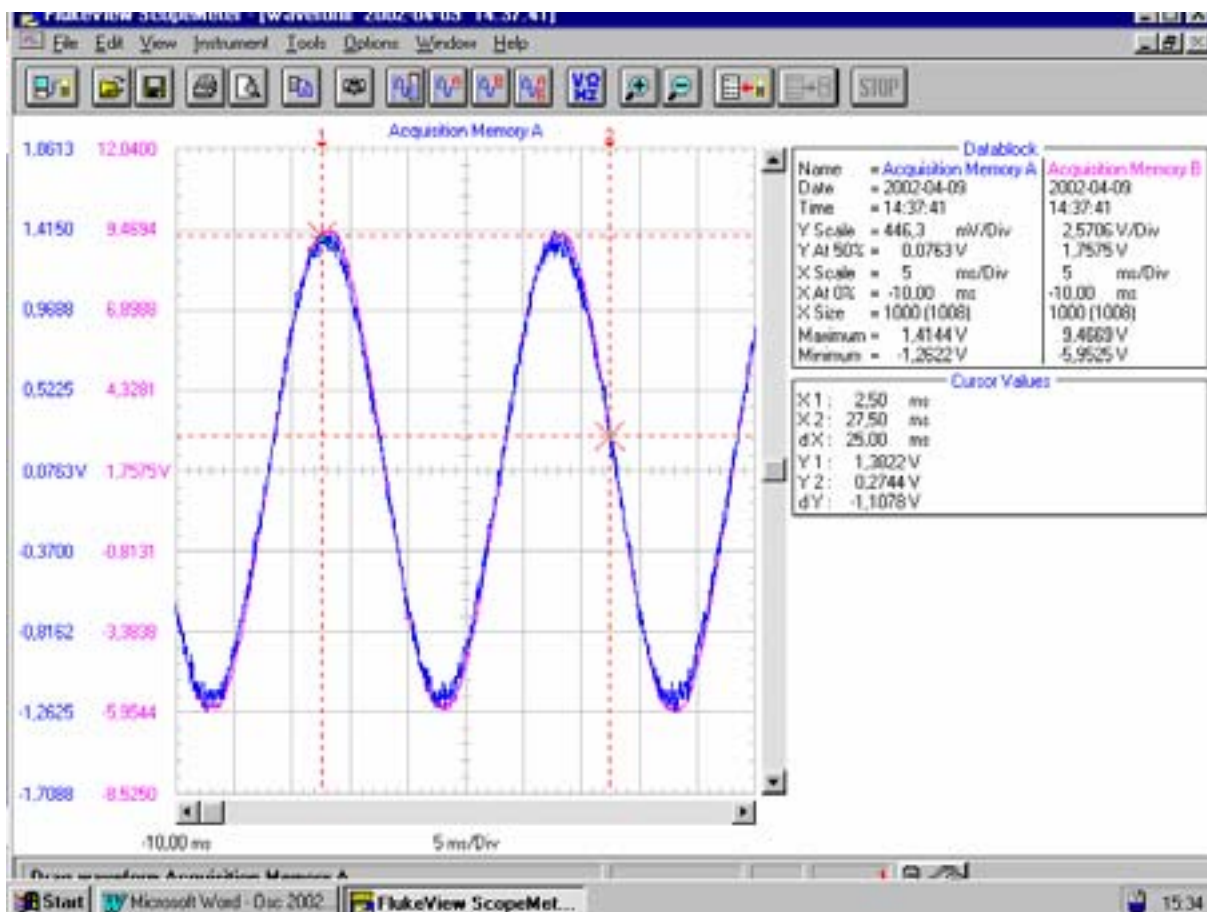 FlukeView ScopeMeter - [waveform 2002-04-09 14:37:41]
File Edit View Instrument Tools Options Window Help
STOP
1 Acquisition Memory A 2
1.8613 12.0400
1.4150 9.4694
0.9688 6.8988
0.5225 4.3281
0.0763V 1.7575V
-0.3700 -0.8131
-0.8162 -3.3838
-1.2625 -5.9544
-1.7088 -8.5250
-10.00 ms 5 ms/Div
Datablock
Name = Acquisition Memory A Acquisition Memory B
Date = 2002-04-09 2002-04-09
Time = 14:37:41 14:37:41
Y Scale = 446,3 mV/Div 2,5706 V/Div
Y At 50% = 0.0763 V 1,7575 V
X Scale = 5 ms/Div 5 ms/Div
X At 0% = -10.00 ms -10.00 ms
X Size = 1000 (1008) 1000 (1008)
Maximum = 1,4144 V 9.4669 V
Minimum = -1,2622 V -5.9525 V
Cursor Values
X 1 : 2,50 ms
X 2 : 27,50 ms
dX : 25,00 ms
Y 1 : 1,3822 V
Y 2 : 0,2744 V
dY : -1,1078 V
Drag waveform Acquisition Memory A
Start Microsoft Word - Osc 2002... FlukeView ScopeMet... 15:34